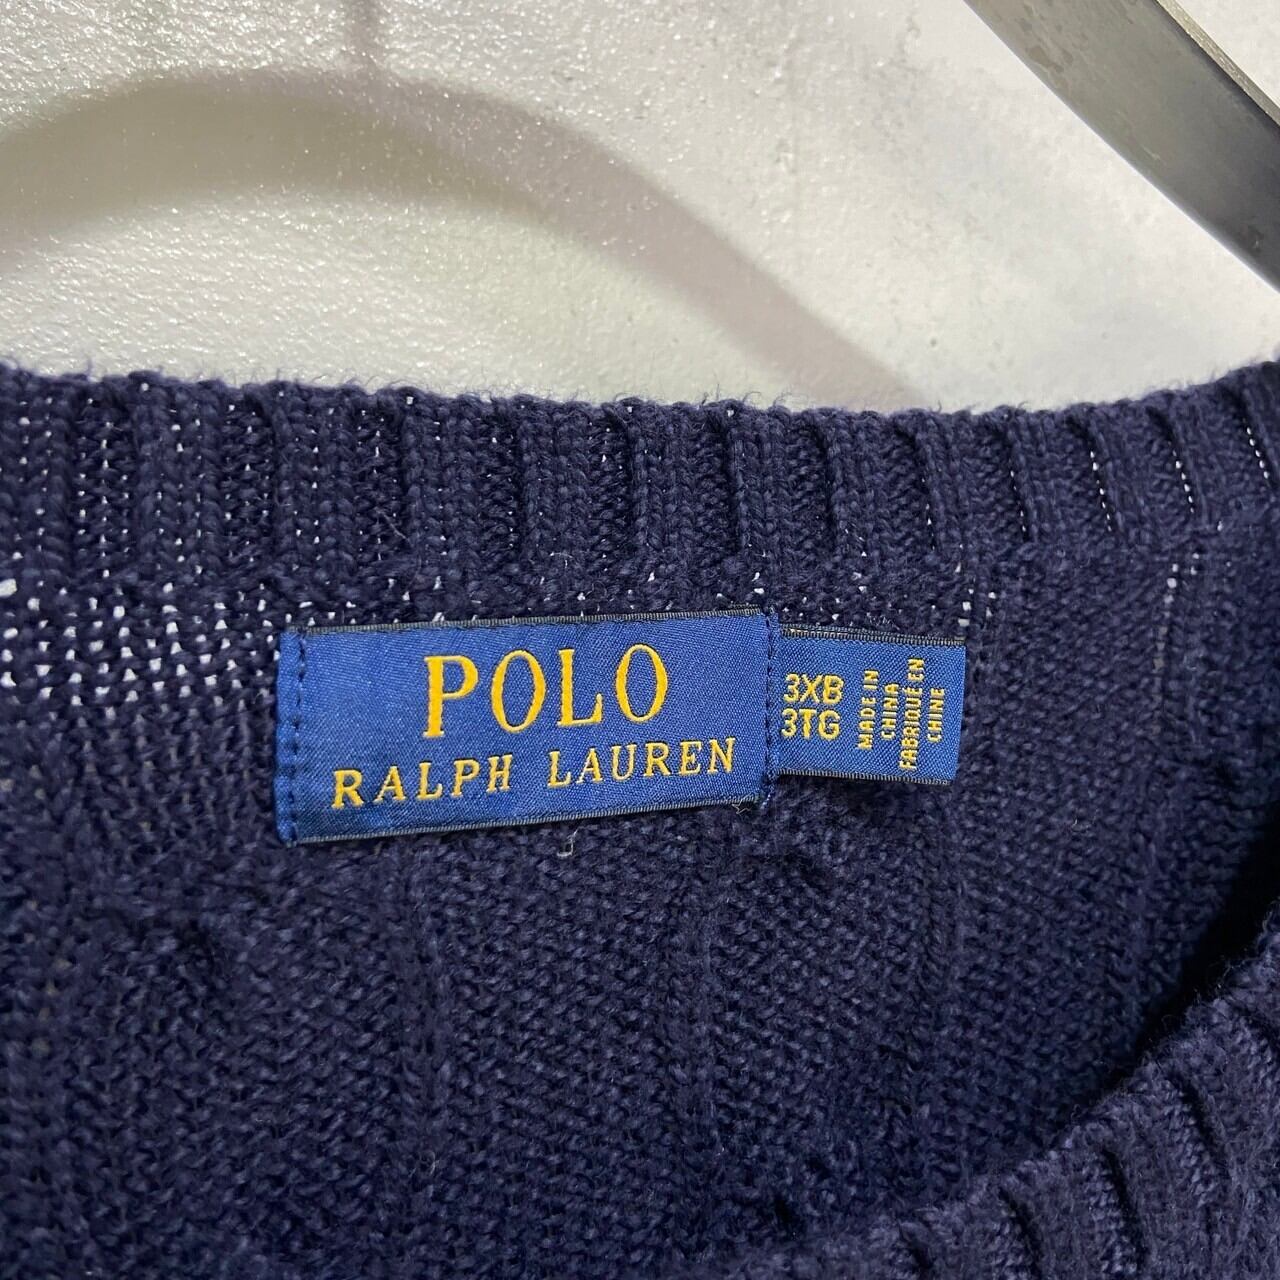 POLO
RALPH LAUREN
3XB
3TG
MADE IN
CHINA
FABRIQUÉ EN
CHINE